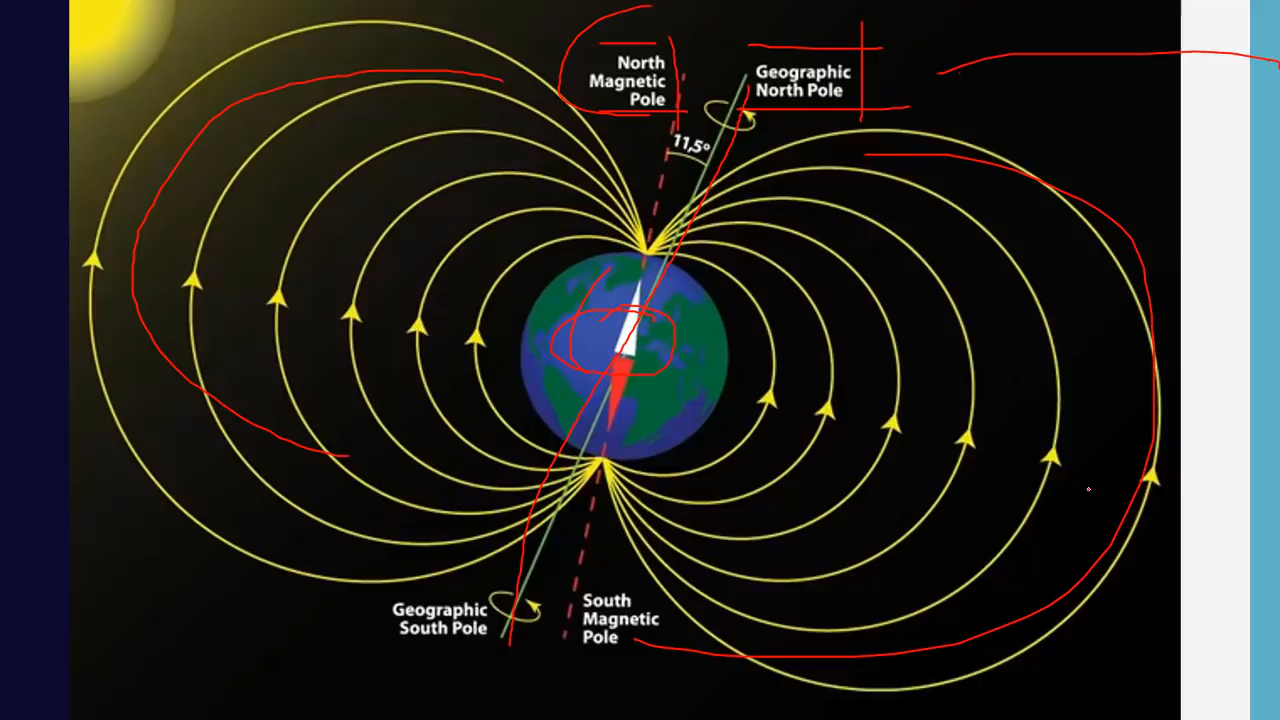 North
Magnetic
Pole
Geographic
North Pole
11,5°
Geographic
South Pole
South
Magnetic
Pole